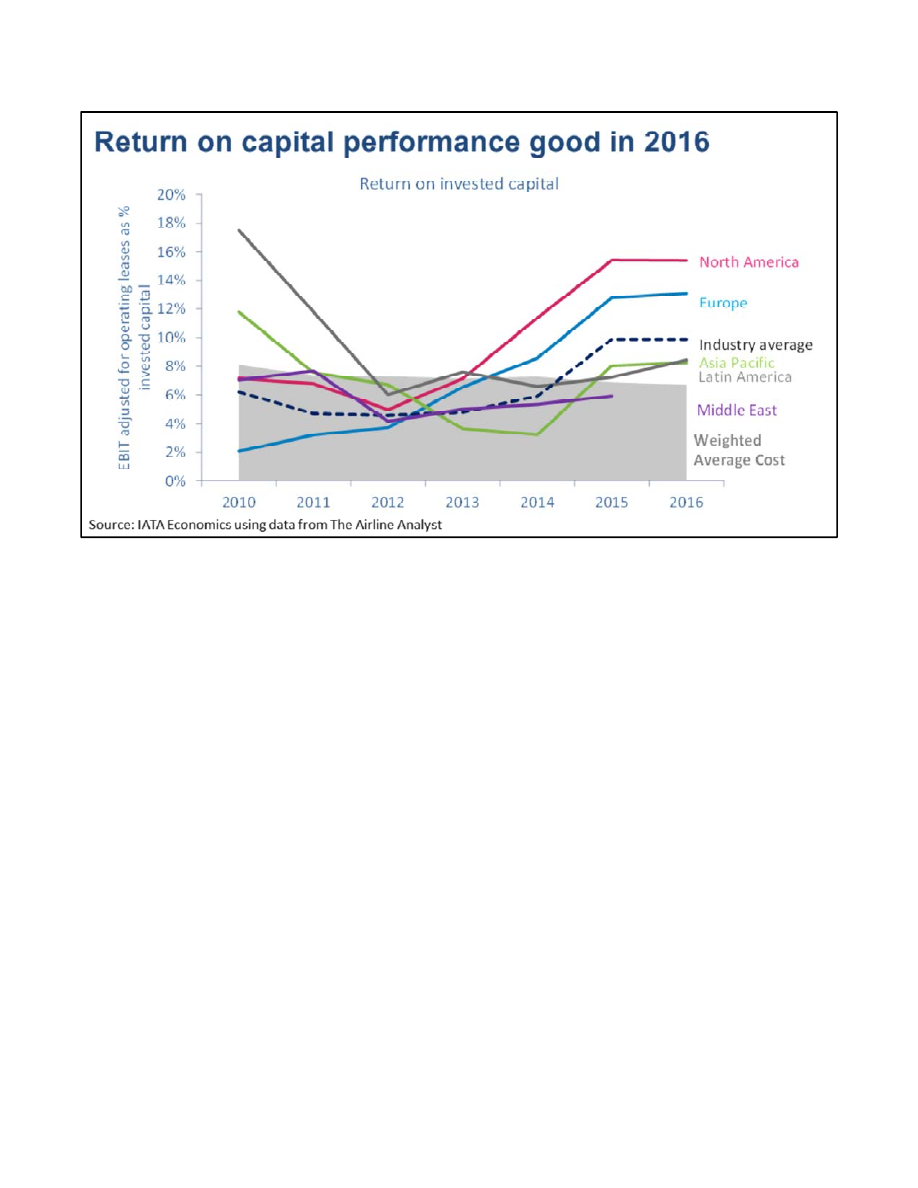 Return on capital performance good in 2016
Return on invested capital
EBIT adjusted for operating leases as %
invested capital
20%
18%
16%
14%
12%
10%
8%
6%
4%
2%
0%
North America
Europe
Industry average
Asia Pacific
Latin America
Middle East
Weighted
Average Cost
2010 2011 2012 2013 2014 2015 2016
Source: IATA Economics using data from The Airline Analyst